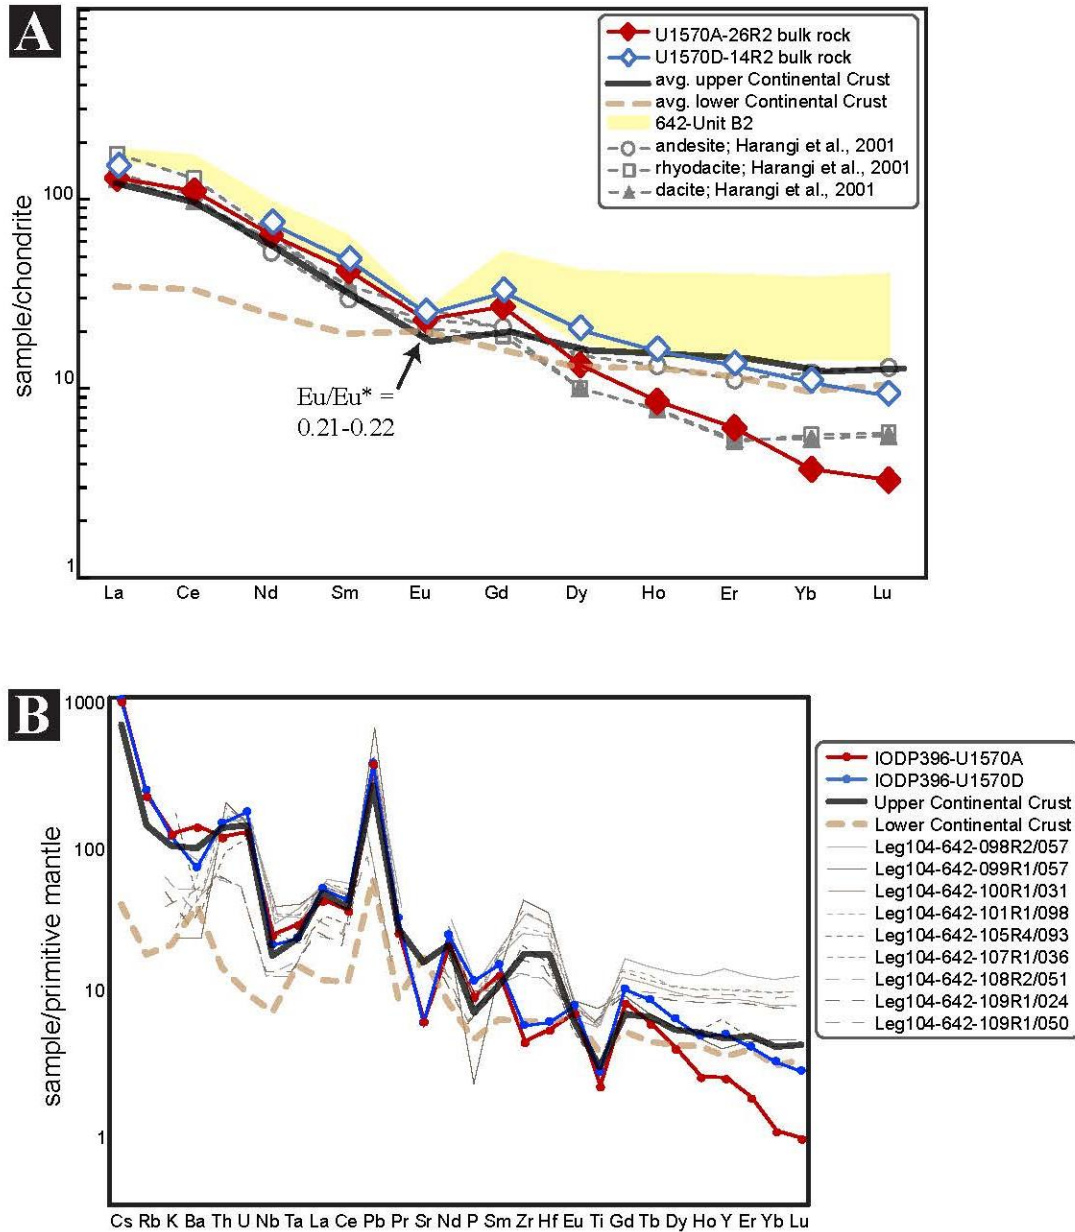 A
U1570A-26R2 bulk rock
U1570D-14R2 bulk rock
avg. upper Continental Crust
avg. lower Continental Crust
642-Unit B2
andesite; Harangi et al., 2001
rhyodacite; Harangi et al., 2001
dacite; Harangi et al., 2001
sample/chondrite
100
10
1
Eu/Eu* =
0.21-0.22
La Ce Nd Sm Eu Gd Dy Ho Er Yb Lu
B
sample/primitive mantle
1000
100
10
1
IODP396-U1570A
IODP396-U1570D
Upper Continental Crust
Lower Continental Crust
Leg104-642-098R2/057
Leg104-642-099R1/057
Leg104-642-100R1/031
Leg104-642-101R1/098
Leg104-642-105R4/093
Leg104-642-107R1/036
Leg104-642-108R2/051
Leg104-642-109R1/024
Leg104-642-109R1/050
Cs Rb K Ba Th U Nb Ta La Ce Pb Pr Sr Nd P Sm Zr Hf Eu Ti Gd Tb Dy Ho Y Er Yb Lu